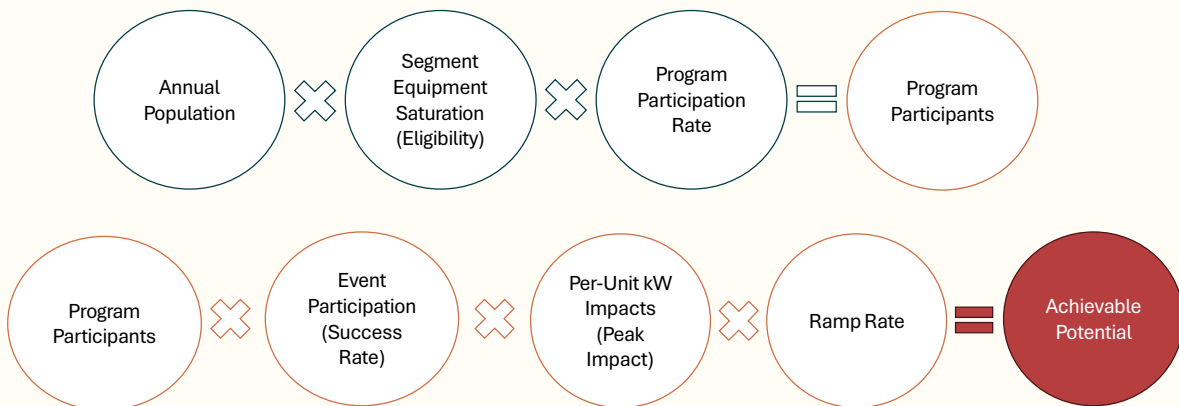 Annual
Population
Segment
Equipment
Saturation
(Eligibility)
Program
Participation
Rate
Program
Participants
Program
Participants
Event
Participation
(Success
Rate)
Per-Unit kW
Impacts
(Peak
Impact)
Ramp Rate
Achievable
Potential